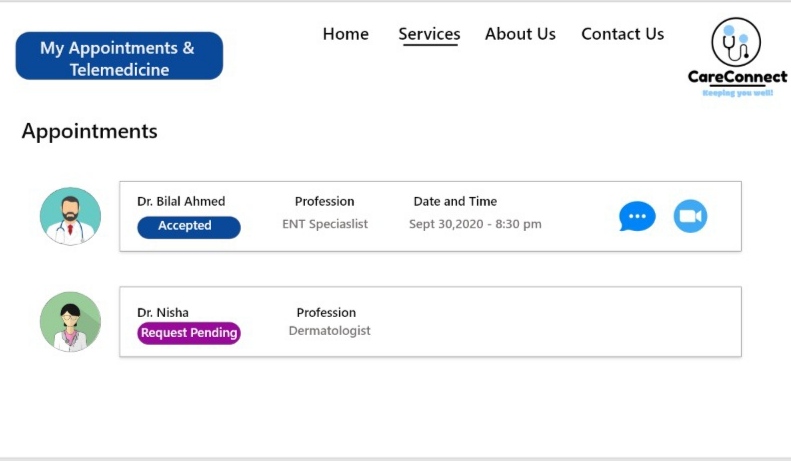 My Appointments &
Telemedicine
Home Services About Us Contact Us
CareConnect
Keeping you well!
Appointments
Dr. Bilal Ahmed Profession Date and Time
Accepted ENT Speciaslist Sept 30,2020 - 8:30 pm
Dr. Nisha Profession
Request Pending Dermatologist